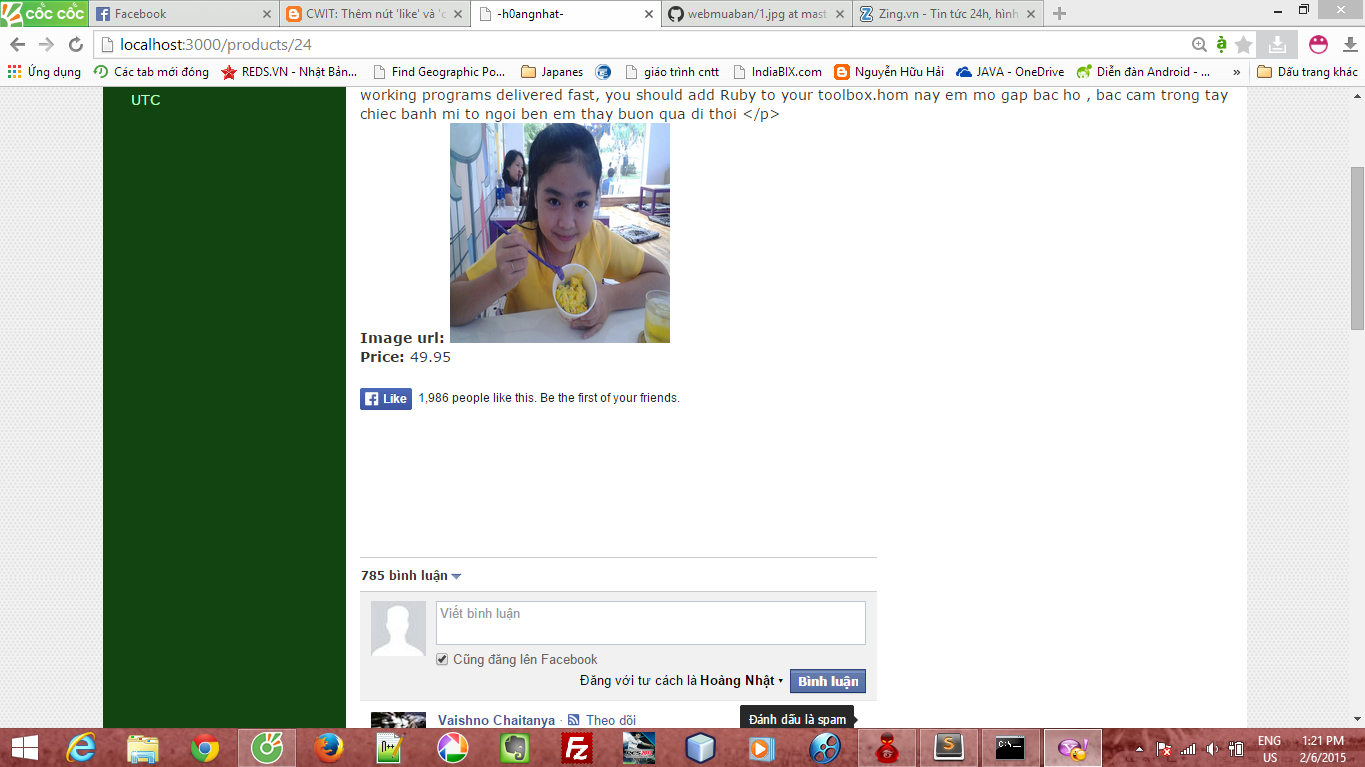 cốc cốc
Facebook
CWIT: Thêm nút 'like' và 'c
-h0angnhat-
webmuaban/1.jpg at mast
Zing.vn - Tin tức 24h, hình
localhost:3000/products/24
Ứng dụng
Các tab mới đóng
REDS.VN - Nhật Bản...
Find Geographic Po...
Japanes
giáo trình cntt
IndiaBIX.com
Nguyễn Hữu Hải
JAVA - OneDrive
Diễn đàn Android - ...
»
Dấu trang khác
UTC
working programs delivered fast, you should add Ruby to your toolbox.hom nay em mo gap bac ho , bac cam trong tay
chiec banh mi to ngoi ben em thay buon qua di thoi </p>
Image url:
Price: 49.95
Like 1,986 people like this. Be the first of your friends.
785 bình luận
Viết bình luận
Cũng đăng lên Facebook
Đăng với tư cách là Hoàng Nhật
Bình luận
Vaishno Chaitanya · Theo dõi
Đánh dấu là spam
ENG
US
1:21 PM
2/6/2015